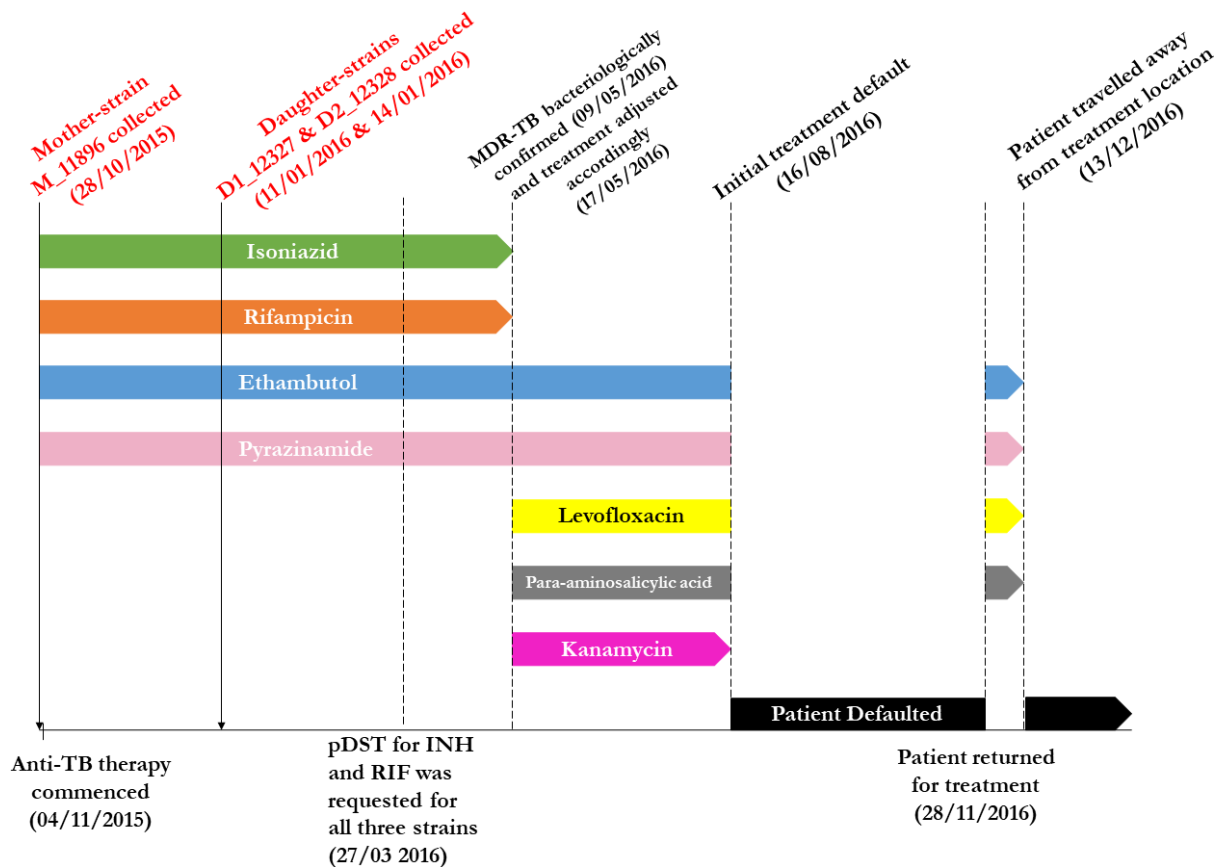 Mother-strain
M_11896 collected
(28/10/2015)
Daughter-strains
D1_12327 & D2_12328 collected
(11/01/2016 & 14/01/2016)
MDR-TB bacteriologically
confirmed (09/05/2016)
and treatment adjusted
accordingly
(17/05/2016)
Initial treatment default
(16/08/2016)
Patient travelled away
from treatment location
(13/12/2016)
Isoniazid
Rifampicin
Ethambutol
Pyrazinamide
Levofloxacin
Para-aminosalicylic acid
Kanamycin
Patient Defaulted
Anti-TB therapy
commenced
(04/11/2015)
pDST for INH
and RIF was
requested for
all three strains
(27/03 2016)
Patient returned
for treatment
(28/11/2016)